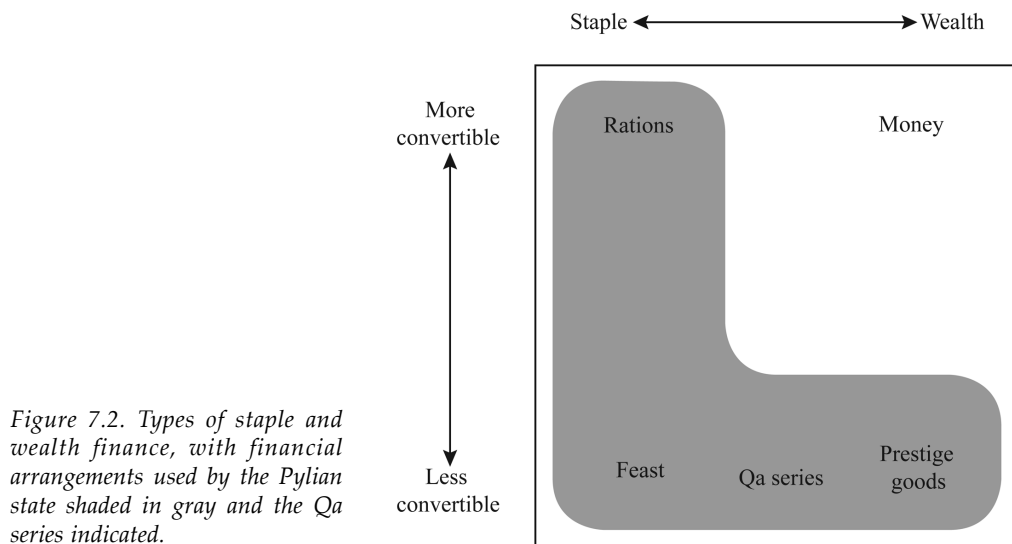 Staple Wealth
More
convertible
Rations Money
Less
convertible
Feast Qa series Prestige
goods
Figure 7.2. Types of staple and
wealth finance, with financial
arrangements used by the Pylian
state shaded in gray and the Qa
series indicated.